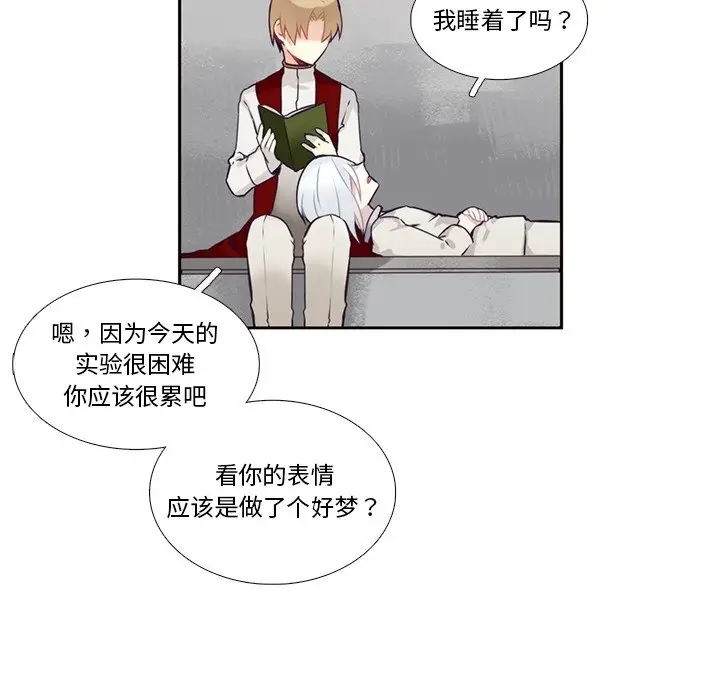 我睡着了吗？
嗯，因为今天的
实验很困难
你应该很累吧
看你的表情
应该是做了个好梦？